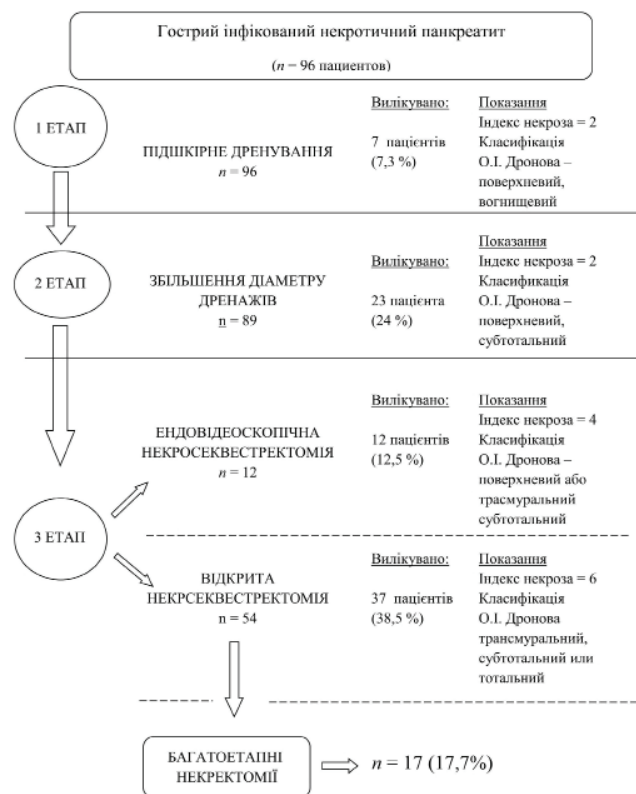 Гострий інфікований некротичний панкреатит
(n = 96 пациентов)
1 ЕТАП
ПІДШКІРНЕ ДРЕНУВАННЯ
n = 96
Вилікувано:
7 пацієнтів
(7,3 %)
Показання
Індекс некроза = 2
Класифікація
О.І. Дронова –
поверхневий,
вогнищевий
2 ЕТАП
ЗБІЛЬШЕННЯ ДІАМЕТРУ
ДРЕНАЖІВ
n = 89
Вилікувано:
23 пацієнта
(24 %)
Показання
Індекс некроза = 2
Классификація
О.І. Дронова –
поверхневий,
субтотальний
3 ЕТАП
ЕНДОВІДЕОСКОПІЧНА
НЕКРОСЕКВЕСТРЕКТОМІЯ
n = 12
Вилікувано:
12 пацієнтів
(12,5 %)
Показання
Індекс некроза = 4
Класифікація
О.І. Дронова –
поверхневий або
трасмуральний
субтотальний
ВІДКРИТА
НЕКРСЕКВЕСТРЕКТОМІЯ
n = 54
Вилікувано:
37 пацієнтів
(38,5 %)
Показання
Індекс некроза = 6
Класифікація
О.І. Дронова
трансмуральний,
субтотальний или
тотальний
БАГАТОЕТАПНІ
НЕКРЕКТОМІЇ
n = 17 (17,7%)